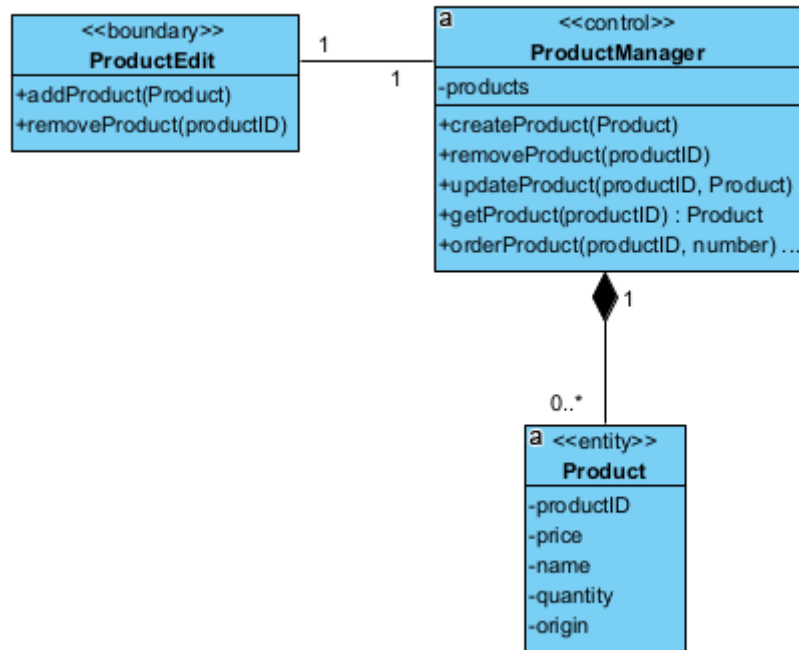 <<boundary>>
ProductEdit
+addProduct(Product)
+removeProduct(productID)
1
1
a
<<control>>
ProductManager
-products
+createProduct(Product)
+removeProduct(productID)
+updateProduct(productID, Product)
+getProduct(productID) : Product
+orderProduct(productID, number) ...
1
0..*
a
<<entity>>
Product
-productID
-price
-name
-quantity
-origin